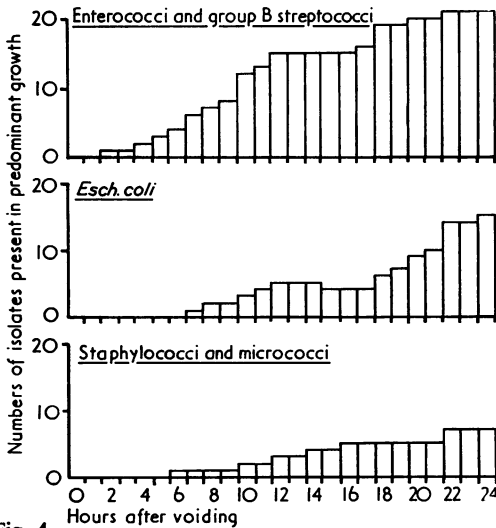 Numbers of isolates present in predominant growth
Enterococci and group B streptococci
20
10
0
Esch. coli
20
10
0
Staphylococci and micrococci
20
10
0
0 2 4 6 8 10 12 14 16 18 20 22 24
Hours after voiding